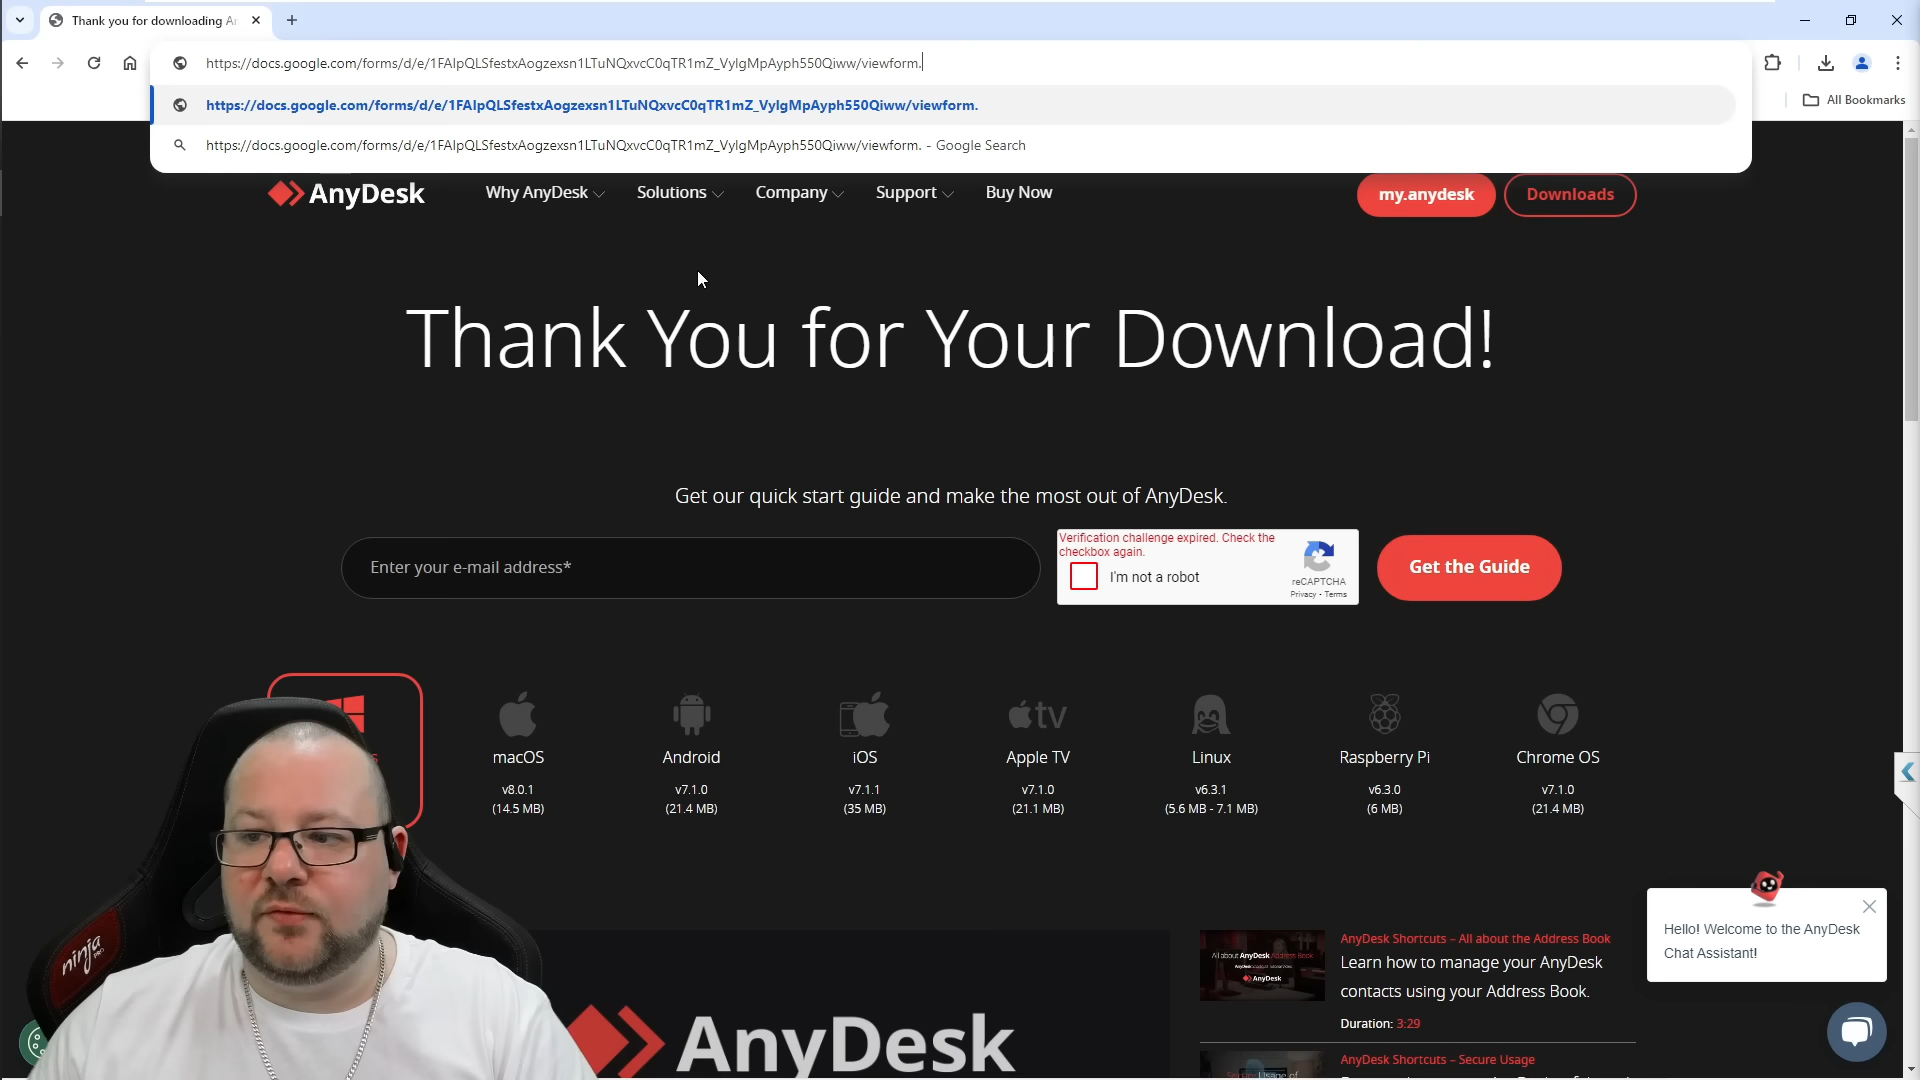 Thank you for downloading A
https://docs.google.com/forms/d/e/1FAIpQLSfestxAogzexsn1LTuNQxvcC0qTR1mZ_VylgMpAyph550Qiww/viewform.
All Bookmarks
https://docs.google.com/forms/d/e/1FAIpQLSfestxAogzexsn1LTuNQxvcC0qTR1mZ_VylgMpAyph550Qiww/viewform.
https://docs.google.com/forms/d/e/1FAIpQLSfestxAogzexsn1LTuNQxvcC0qTR1mZ_VylgMpAyph550Qiww/viewform. - Google Search
AnyDesk Why AnyDesk Solutions Company Support Buy Now my.anydesk Downloads
Thank You for Your Download!
Get our quick start guide and make the most out of AnyDesk.
Enter your e-mail address*
Verification challenge expired. Check the
checkbox again.
I'm not a robot
reCAPTCHA
Privacy - Terms
Get the Guide
tv
macOS Android iOS Apple TV Linux Raspberry Pi Chrome OS
v8.0.1 v7.1.0 v7.1.1 v7.1.0 v6.3.1 v6.3.0 v7.1.0
(14.5 MB) (21.4 MB) (35 MB) (21.1 MB) (5.6 MB - 7.1 MB) (6 MB) (21.4 MB)
ninja
Hello! Welcome to the AnyDesk
Chat Assistant!
AnyDesk
All about AnyDesk Address Book
AnyDesk
AnyDesk Shortcuts – All about the Address Book
Learn how to manage your AnyDesk
contacts using your Address Book.
Duration: 3:29
AnyDesk Shortcuts – Secure Usage